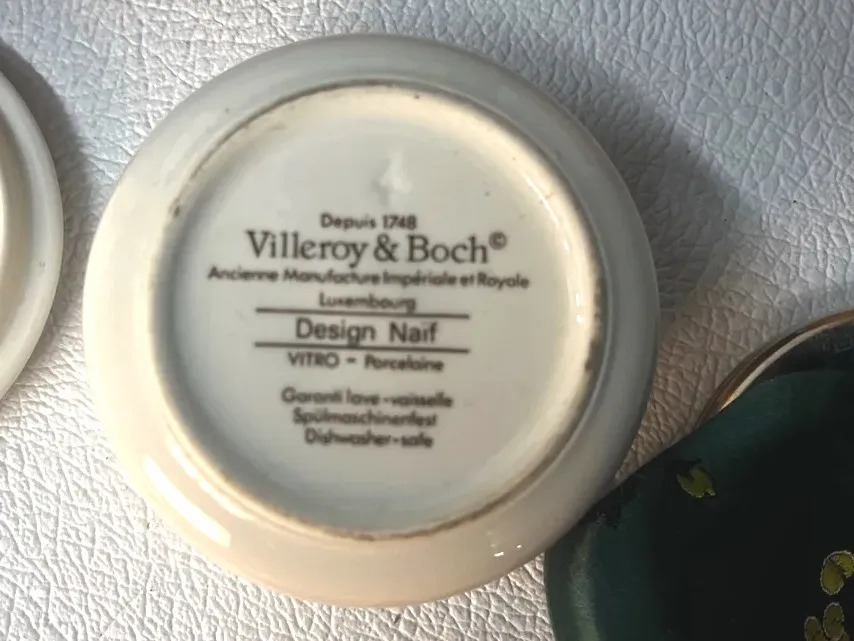 Depuis 1748
Villeroy & Boch©
Ancienne Manufacture Impériale et Royale
Luxembourg
Design Naif
VITRO - Porcelaine
Garanti lave-vaisselle
Spülmaschinenfest
Dishwasher-safe